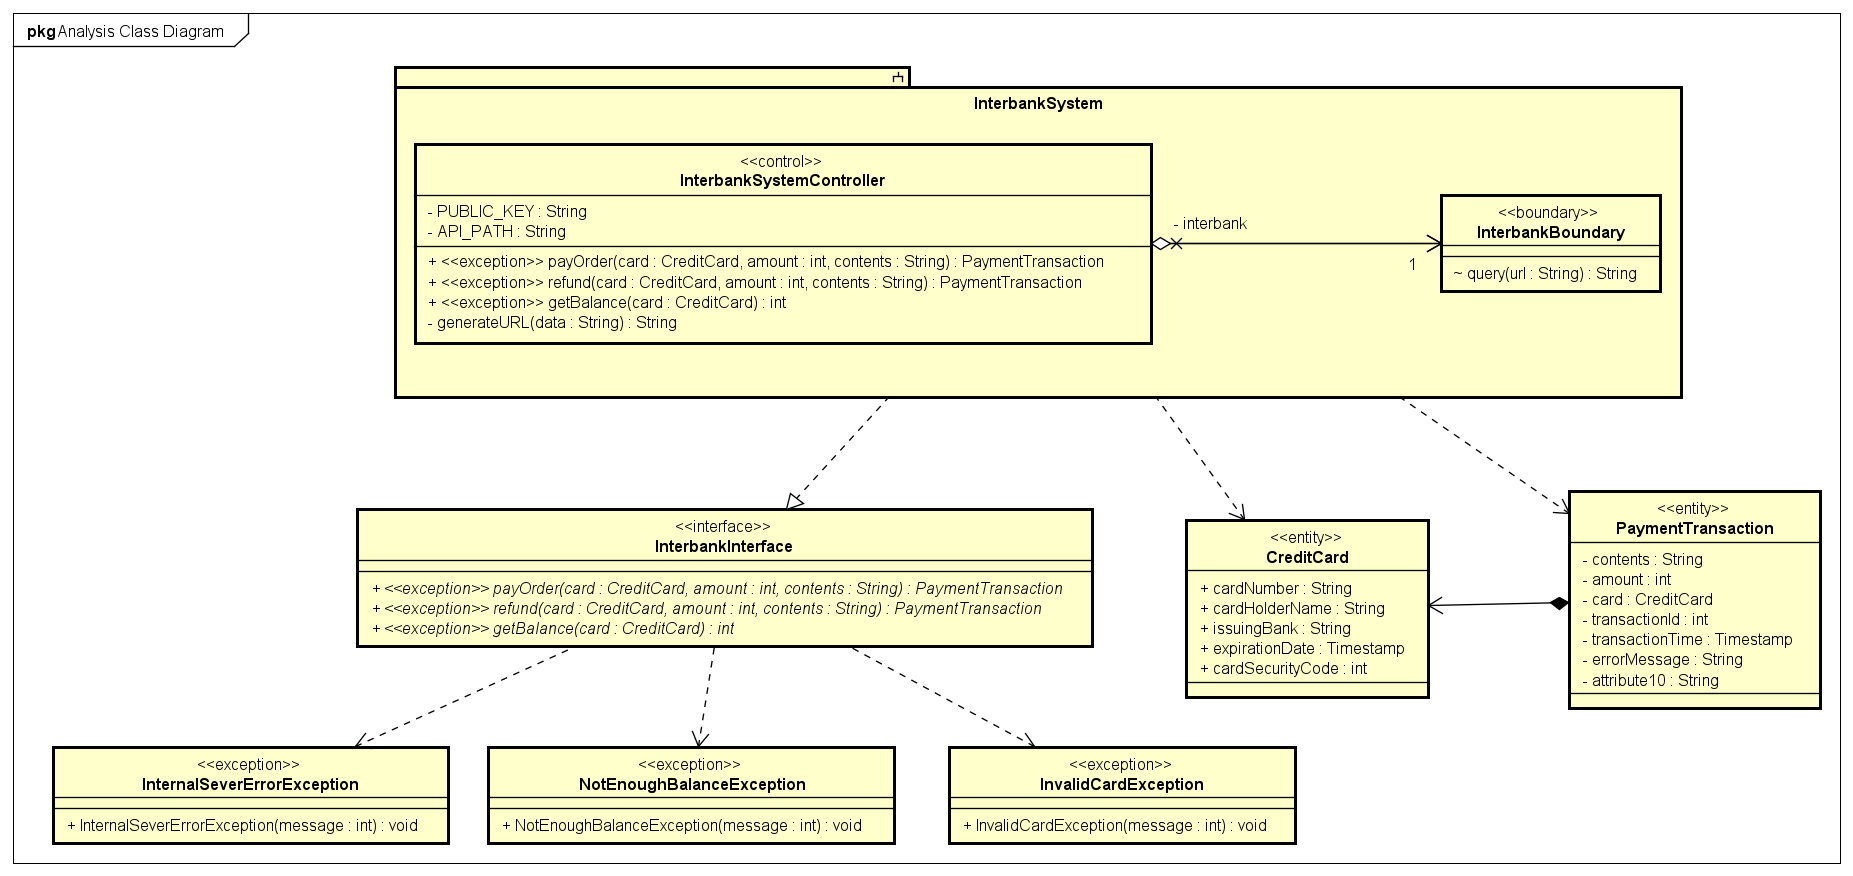 pkg Analysis Class Diagram
InterbankSystem
<<control>>
InterbankSystemController
- PUBLIC_KEY : String
- API_PATH : String
+ <<exception>> payOrder(card : CreditCard, amount : int, contents : String) : PaymentTransaction
+ <<exception>> refund(card : CreditCard, amount : int, contents : String) : PaymentTransaction
+ <<exception>> getBalance(card : CreditCard) : int
- generateURL(data : String) : String
- interbank
1
<<boundary>>
InterbankBoundary
~ query(url : String) : String
<<interface>>
InterbankInterface
+ <<exception>> payOrder(card : CreditCard, amount : int, contents : String) : PaymentTransaction
+ <<exception>> refund(card : CreditCard, amount : int, contents : String) : PaymentTransaction
+ <<exception>> getBalance(card : CreditCard) : int
<<entity>>
CreditCard
+ cardNumber : String
+ cardHolderName : String
+ issuingBank : String
+ expirationDate : Timestamp
+ cardSecurityCode : int
<<entity>>
PaymentTransaction
- contents : String
- amount : int
- card : CreditCard
- transactionId : int
- transactionTime : Timestamp
- errorMessage : String
- attribute10 : String
<<exception>>
InternalSeverErrorException
+ InternalSeverErrorException(message : int) : void
<<exception>>
NotEnoughBalanceException
+ NotEnoughBalanceException(message : int) : void
<<exception>>
InvalidCardException
+ InvalidCardException(message : int) : void